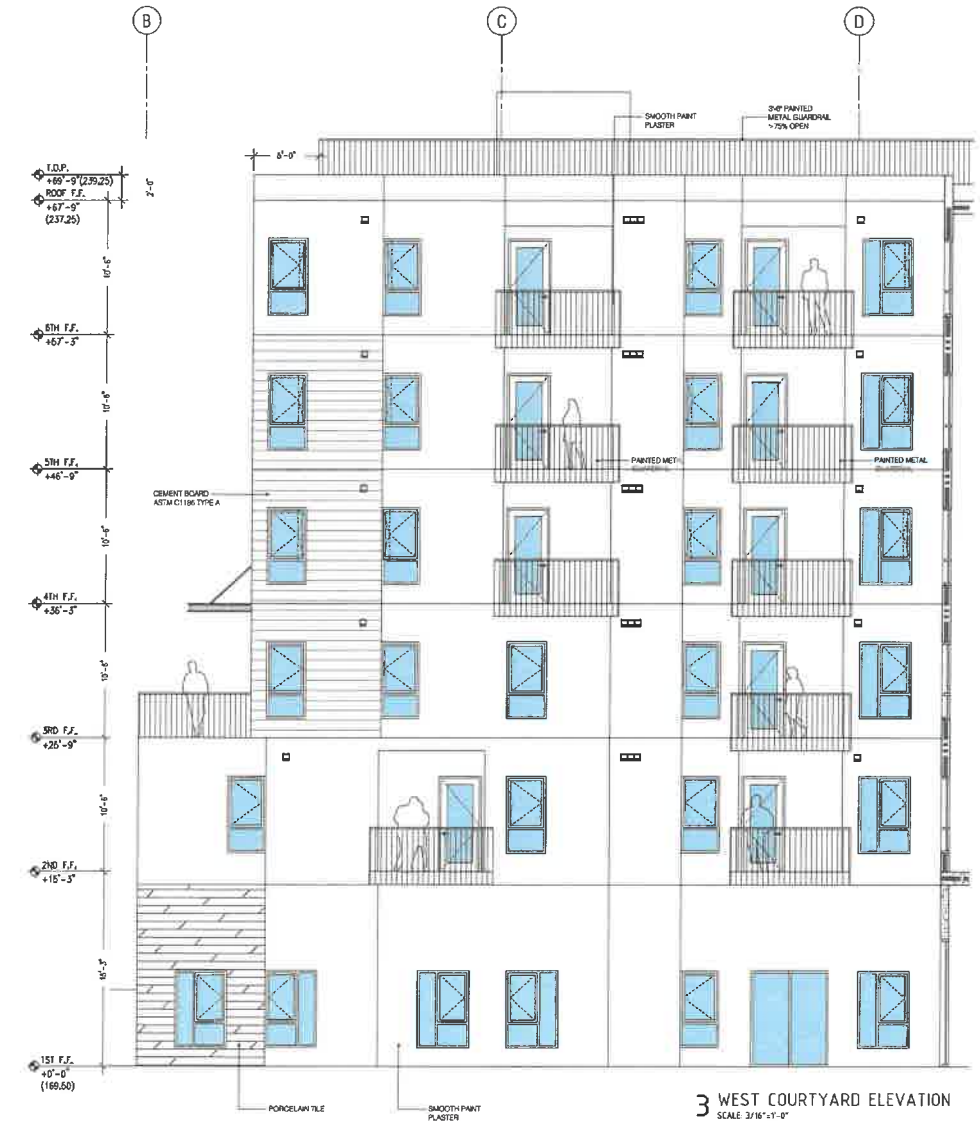 B
C
D
SMOOTH PAINT
PLASTER
3'-6" PAINTED
METAL GUARDRAIL
>75% OPEN
5'-0"
T.O.P.
+69'-9"(239.25)
2'-0"
ROOF F.F.
+67'-9"
(237.25)
10'-6"
6TH F.F.
+57'-3"
10'-6"
5TH F.F.
+46'-9"
PAINTED METAL
PAINTED METAL
CEMENT BOARD
ASTM C1186 TYPE A
10'-6"
4TH F.F.
+36'-3"
10'-6"
3RD F.F.
+25'-9"
10'-6"
2ND F.F.
+15'-3"
15'-3"
1ST F.F.
+0'-0"
(169.50)
PORCELAIN TILE
SMOOTH PAINT
PLASTER
3 WEST COURTYARD ELEVATION
SCALE: 3/16"=1'-0"